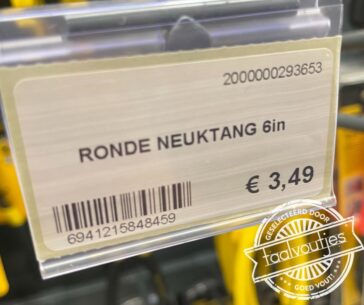 2000000293653
RONDE NEUKTANG 6in
6941215848459
€ 3,49
GESELECTEERD DOOR
taalvoutjes
GOED VOUT!